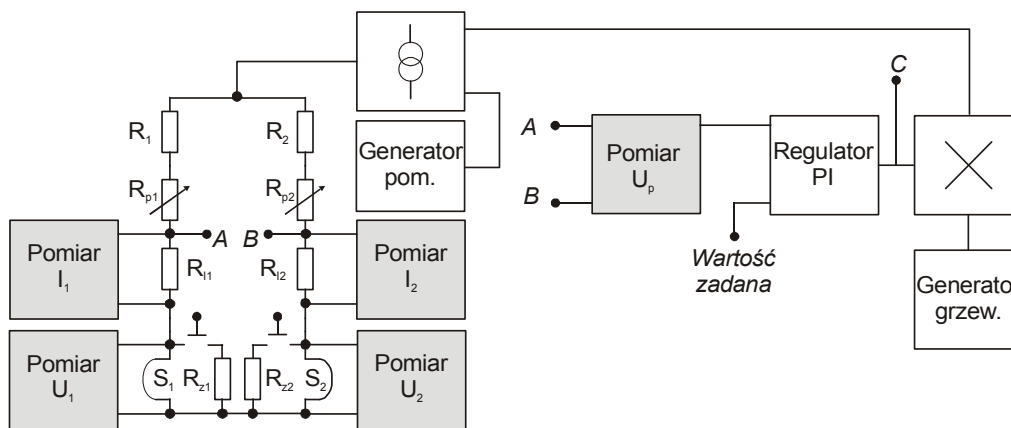 R1
R2
Rp1
Rp2
Generator
pom.
A
B
Pomiar
Up
Regulator
PI
C
Wartość
zadana
Generator
grzew.
Pomiar
I1
RI1
A
B
RI2
Pomiar
I2
Pomiar
U1
S1
Rz1
Rz2
S2
Pomiar
U2